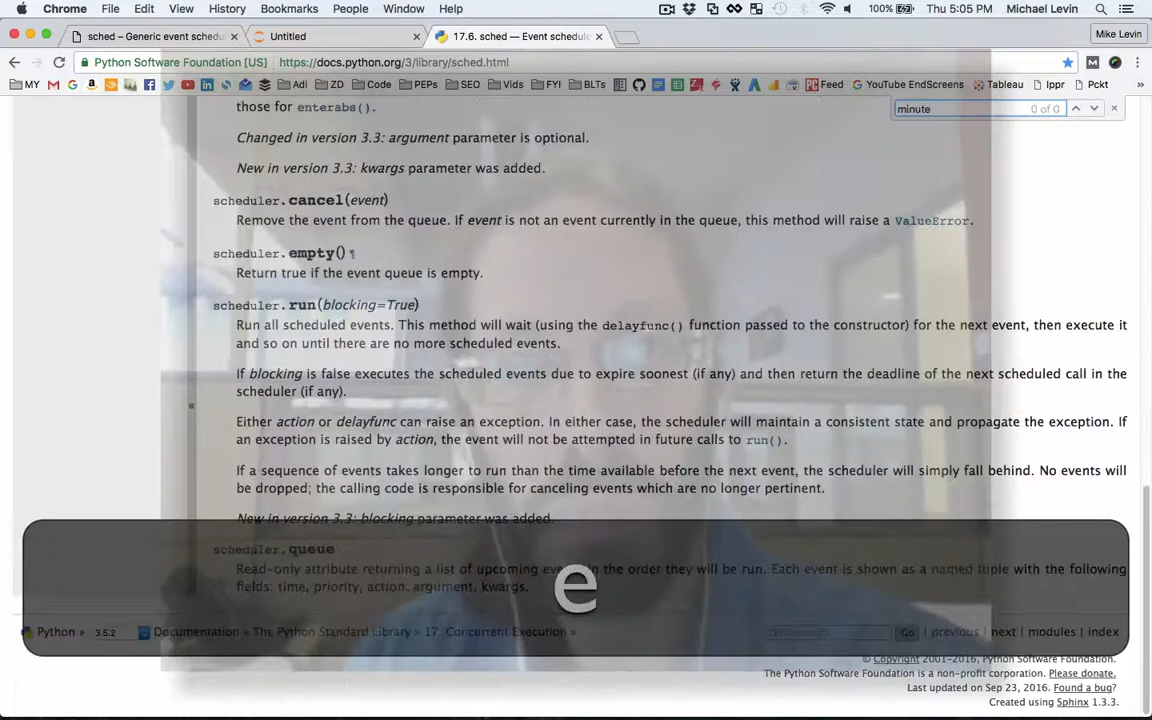 Chrome File Edit View History Bookmarks People Window Help 100% Thu 5:05 PM Michael Levin
sched – Generic event schedul × Untitled × 17.6. sched — Event schedule × Mike Levin
Python Software Foundation [US] https://docs.python.org/3/library/sched.html
MY Adi ZD Code PEPs SEO Vids FYI BLTs Feed YouTube EndScreens Tableau Ippr Pckt »
minute 0 of 0
those for enterabs().
Changed in version 3.3: argument parameter is optional.
New in version 3.3: kwargs parameter was added.
scheduler.cancel(event)
Remove the event from the queue. If event is not an event currently in the queue, this method will raise a ValueError.
scheduler.empty() ¶
Return true if the event queue is empty.
scheduler.run(blocking=True)
Run all scheduled events. This method will wait (using the delayfunc() function passed to the constructor) for the next event, then execute it
and so on until there are no more scheduled events.
If blocking is false executes the scheduled events due to expire soonest (if any) and then return the deadline of the next scheduled call in the
scheduler (if any).
«
Either action or delayfunc can raise an exception. In either case, the scheduler will maintain a consistent state and propagate the exception. If
an exception is raised by action, the event will not be attempted in future calls to run().
If a sequence of events takes longer to run than the time available before the next event, the scheduler will simply fall behind. No events will
be dropped; the calling code is responsible for canceling events which are no longer pertinent.
New in version 3.3: blocking parameter was added.
scheduler.queue
Read-only attribute returning a list of upcoming events in the order they will be run. Each event is shown as a named tuple with the following
fields: time, priority, action, argument, kwargs.
e
Python » 3.5.2 Documentation » The Python Standard Library » 17. Concurrent Execution » Go | previous | next | modules | index
© Copyright 2001-2016, Python Software Foundation.
The Python Software Foundation is a non-profit corporation. Please donate.
Last updated on Sep 23, 2016. Found a bug?
Created using Sphinx 1.3.3.